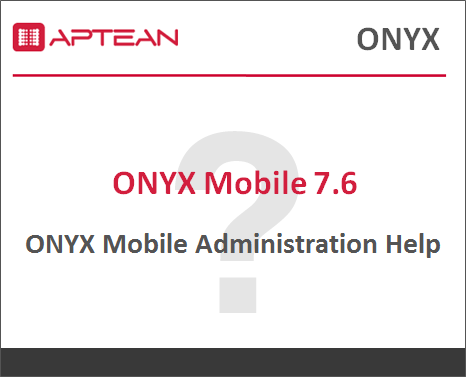 APTEAN
ONYX
ONYX Mobile 7.6
ONYX Mobile Administration Help
?